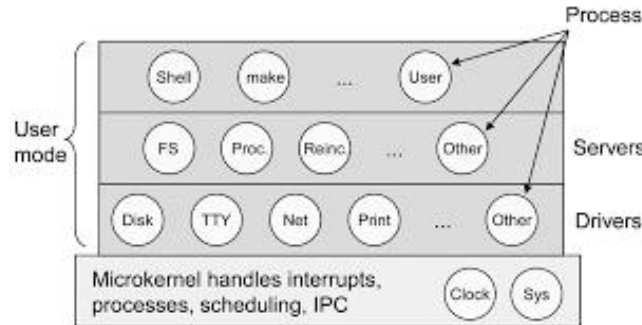 Process
Shell make ... User
User
mode
FS Proc. Reinc. ... Other
Servers
Disk TTY Net Print ... Other
Drivers
Microkernel handles interrupts,
processes, scheduling, IPC
Clock Sys